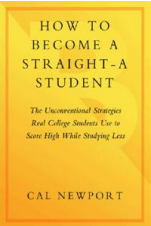 HOW TO
BECOME A
STRAIGHT-A
STUDENT
The Unconventional Strategies
Real College Students Use to
Score High While Studying Less
CAL NEWPORT